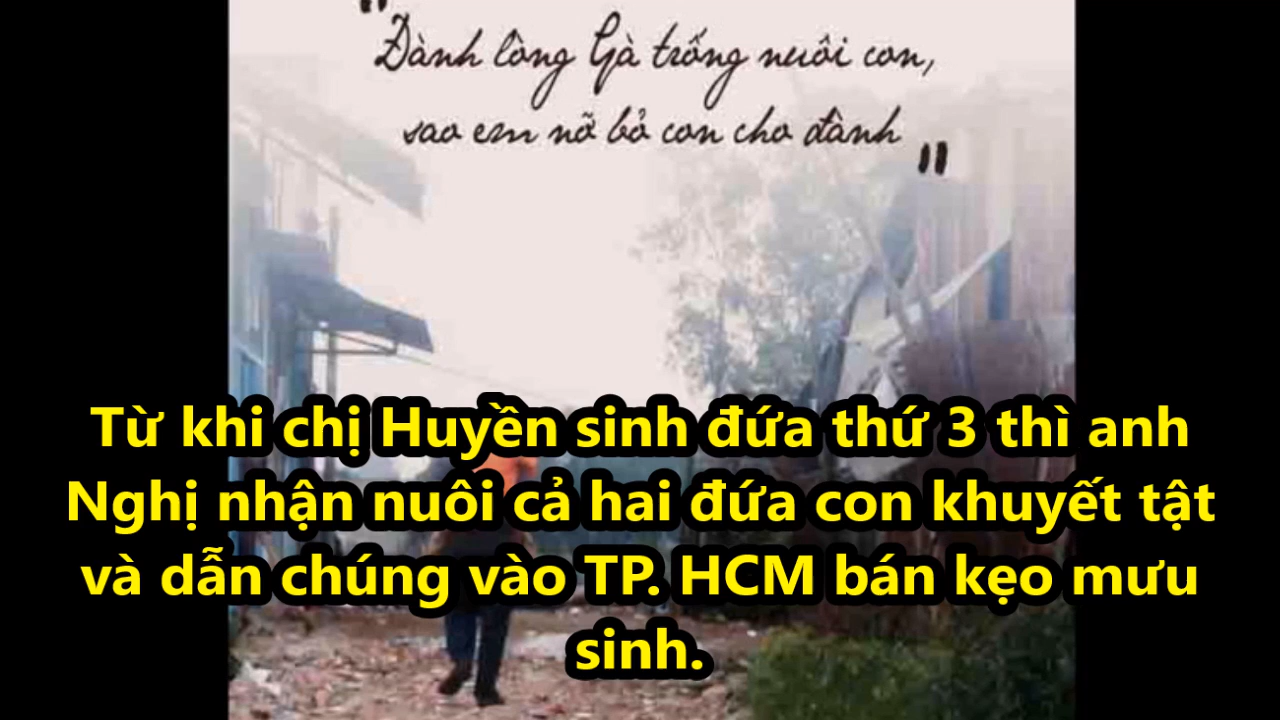 "Đành lòng Gà trống nuôi con,
sao em nỡ bỏ con cho đành"
Từ khi chị Huyền sinh đứa thứ 3 thì anh
Nghị nhận nuôi cả hai đứa con khuyết tật
và dẫn chúng vào TP. HCM bán kẹo mưu
sinh.